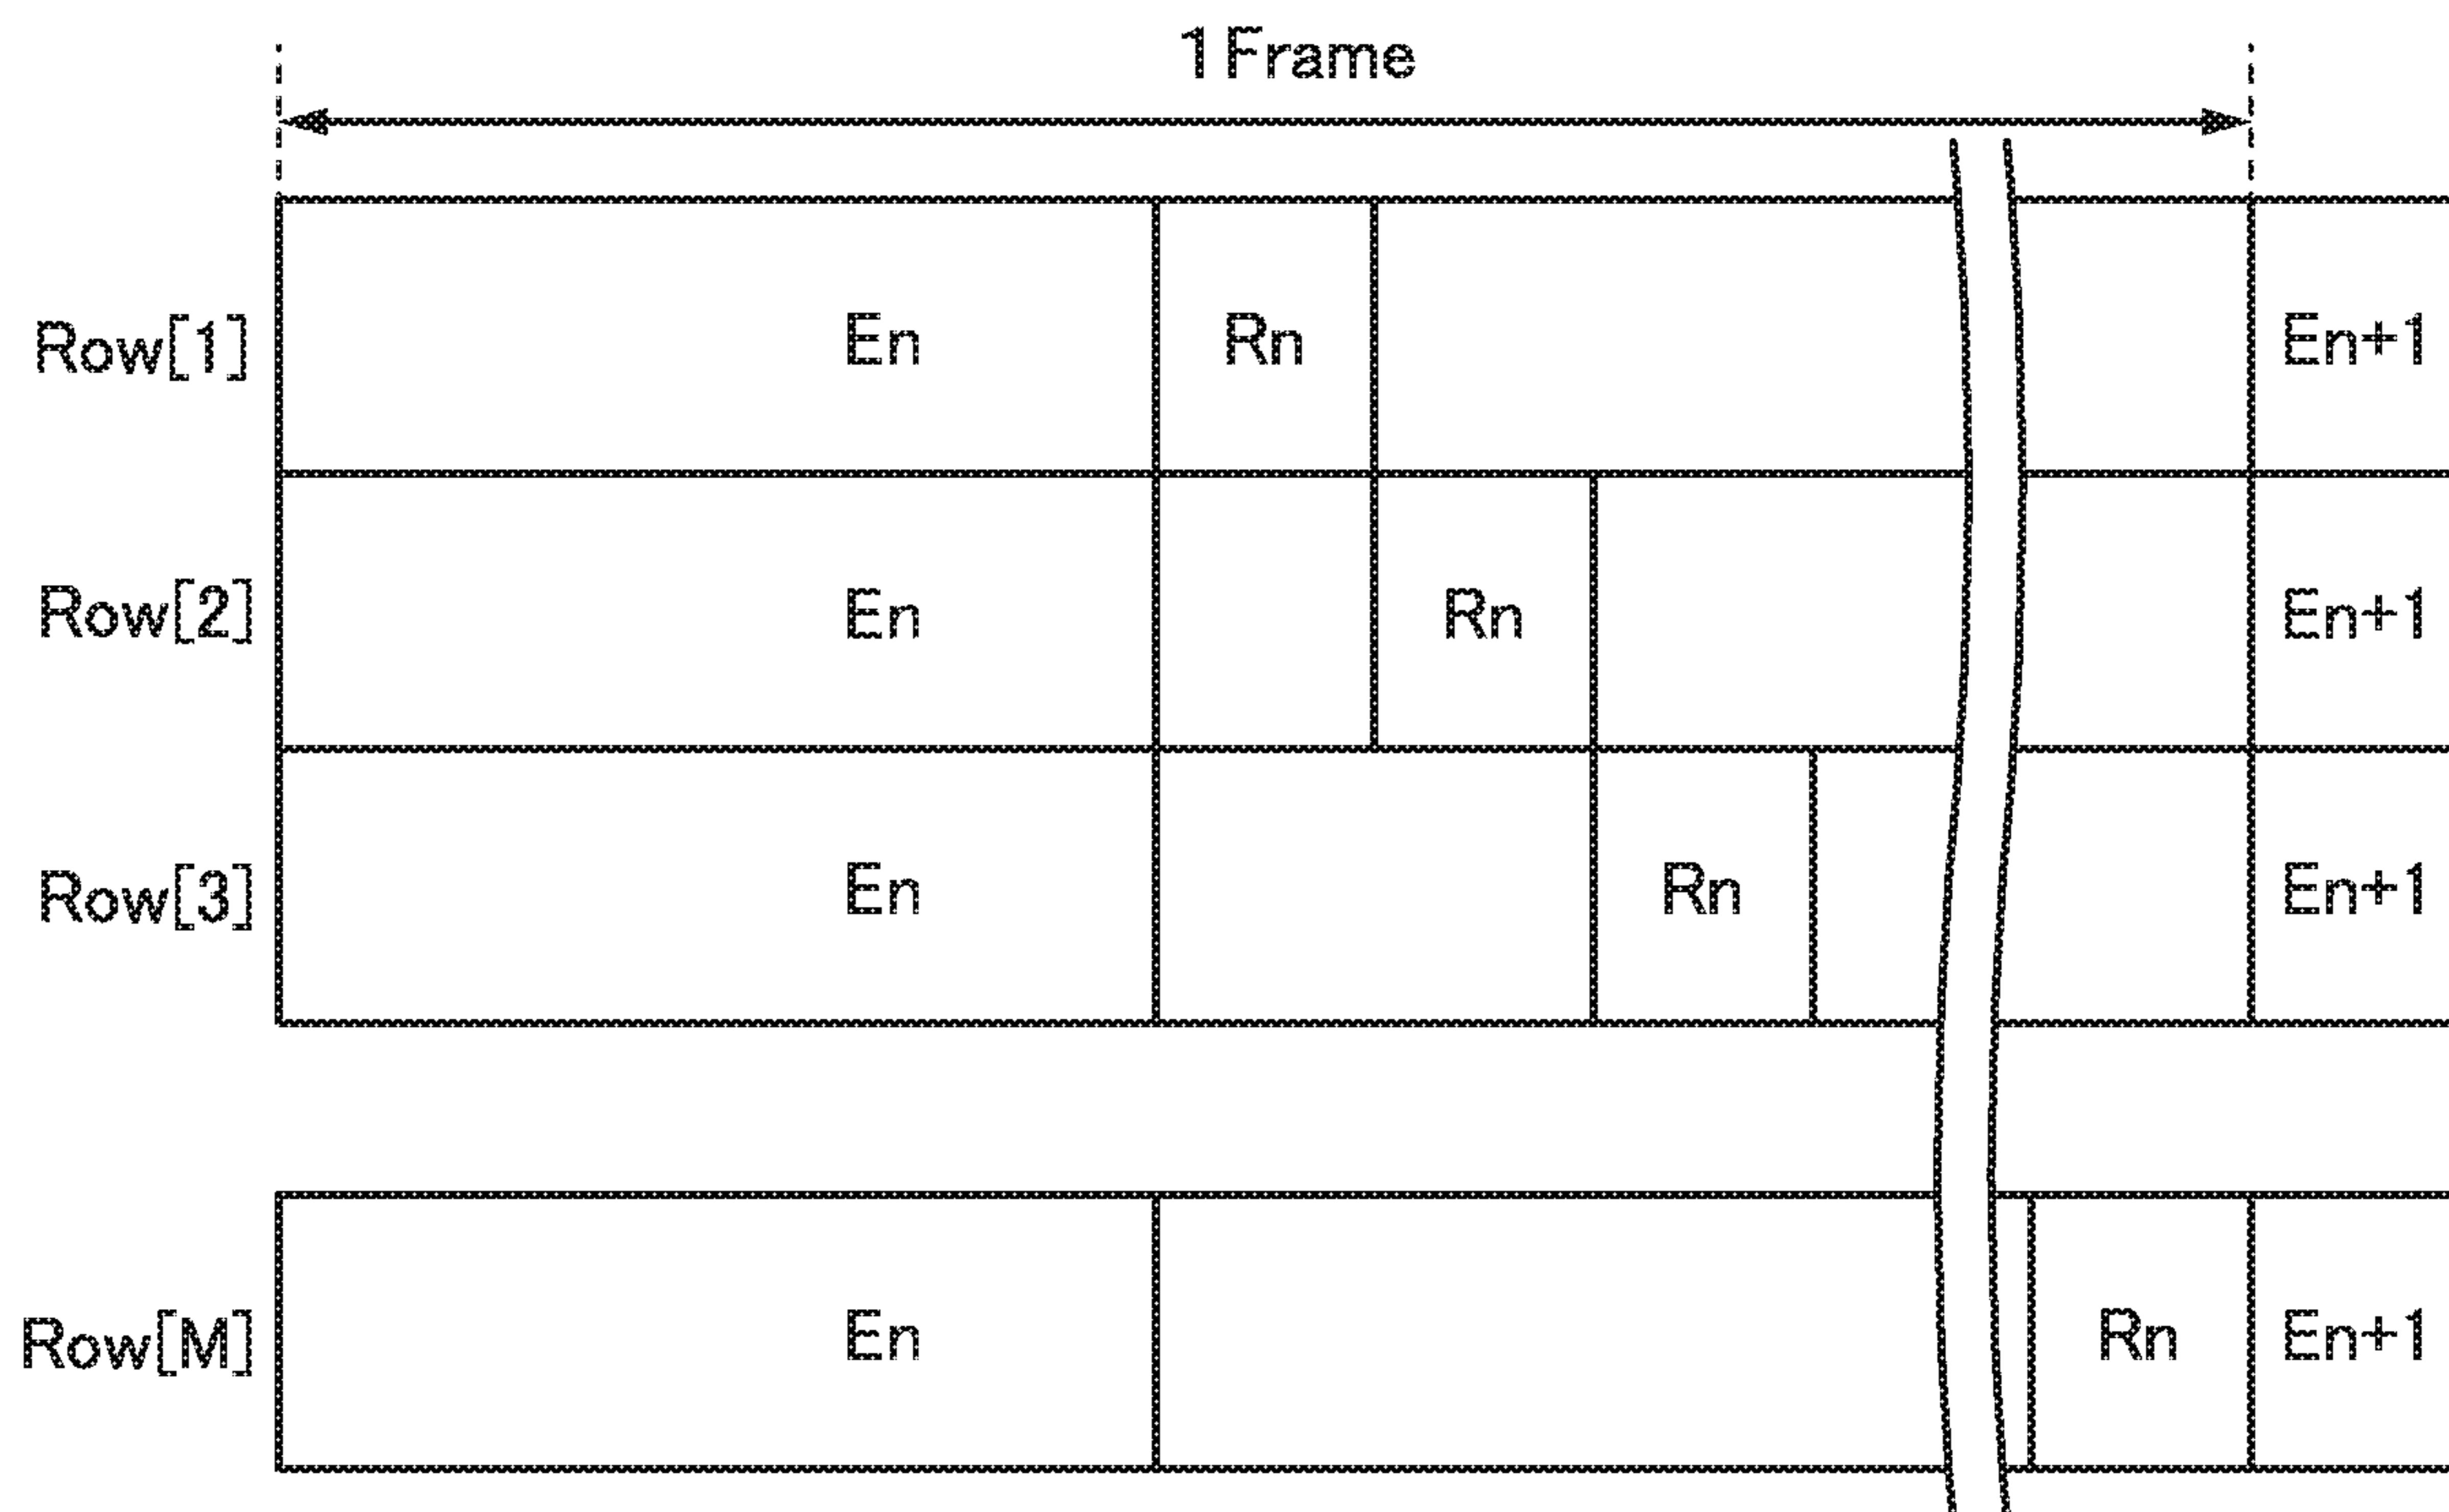 1Frame
Row[1] En Rn En+1
Row[2] En Rn En+1
Row[3] En Rn En+1
Row[M] En Rn En+1